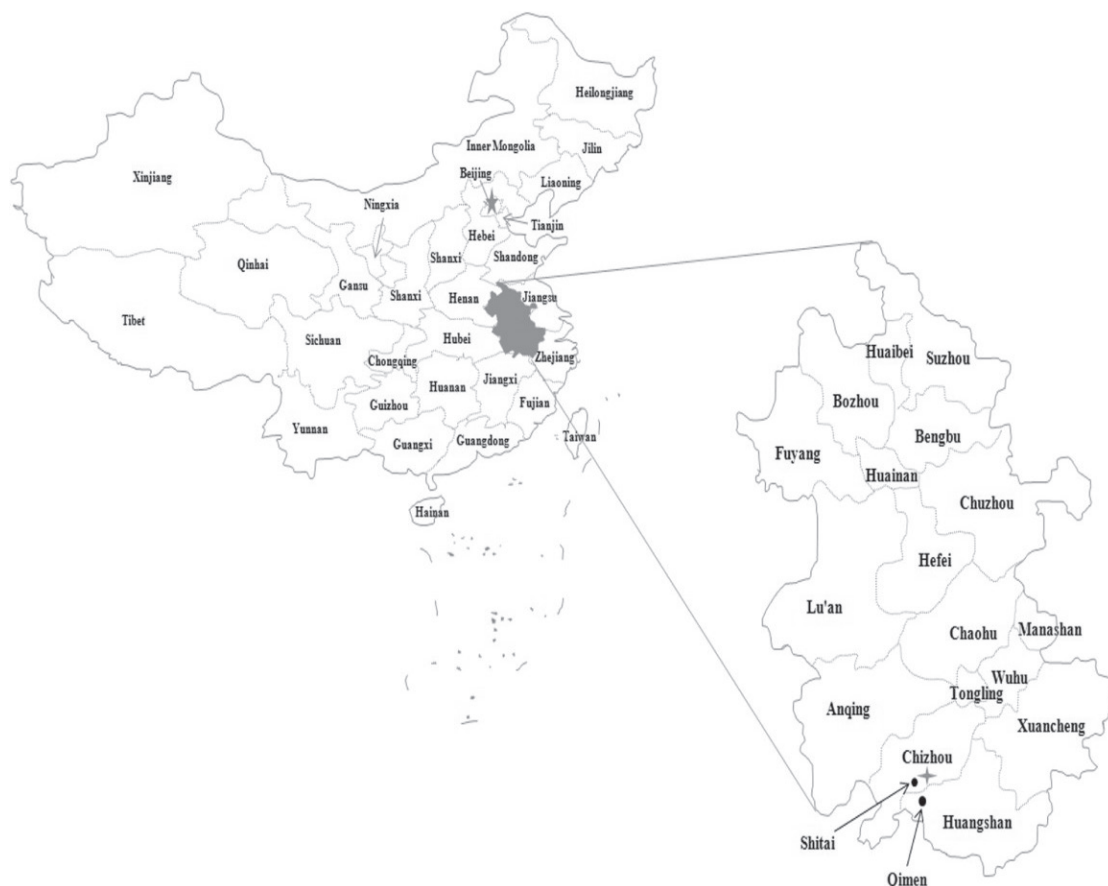 Heilongjiang
Inner Mongolia
Jilin
Beijing
Liaoning
Xinjiang
Ningxia
Tianjin
Hebei
Shanxi
Shandong
Qinhai
Gansu
Shanxi
Henan
Jiangsu
Tibet
Sichuan
Hubei
Chongqing
Zhejiang
Huanan
Jiangxi
Guizhou
Fujian
Yunnan
Guangxi
Guangdong
Taiwan
Hainan
Huaibei
Suzhou
Bozhou
Bengbu
Fuyang
Huainan
Chuzhou
Hefei
Lu'an
Chaohu
Manashan
Wuhu
Tongling
Anqing
Xuancheng
Chizhou
Shitai
Huangshan
Qimen